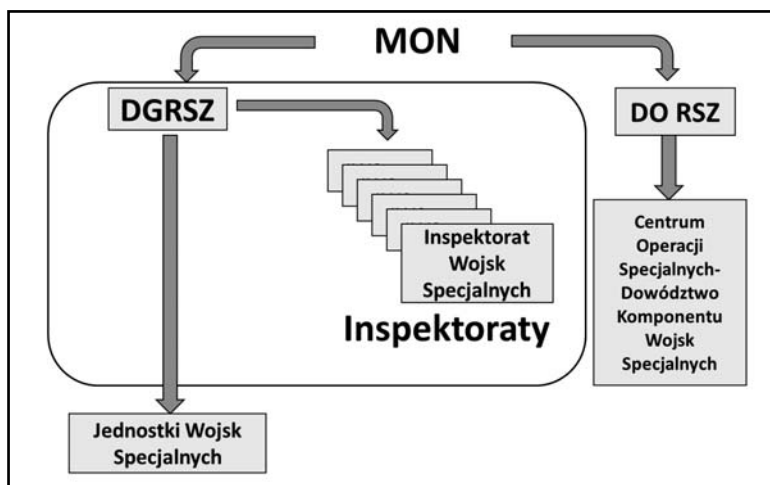 MON
DGRSZ
DO RSZ
Inspektorat
Wojsk
Specjalnych
Inspektoraty
Centrum
Operacji
Specjalnych-
Dowództwo
Komponentu
Wojsk
Specjalnych
Jednostki Wojsk
Specjalnych